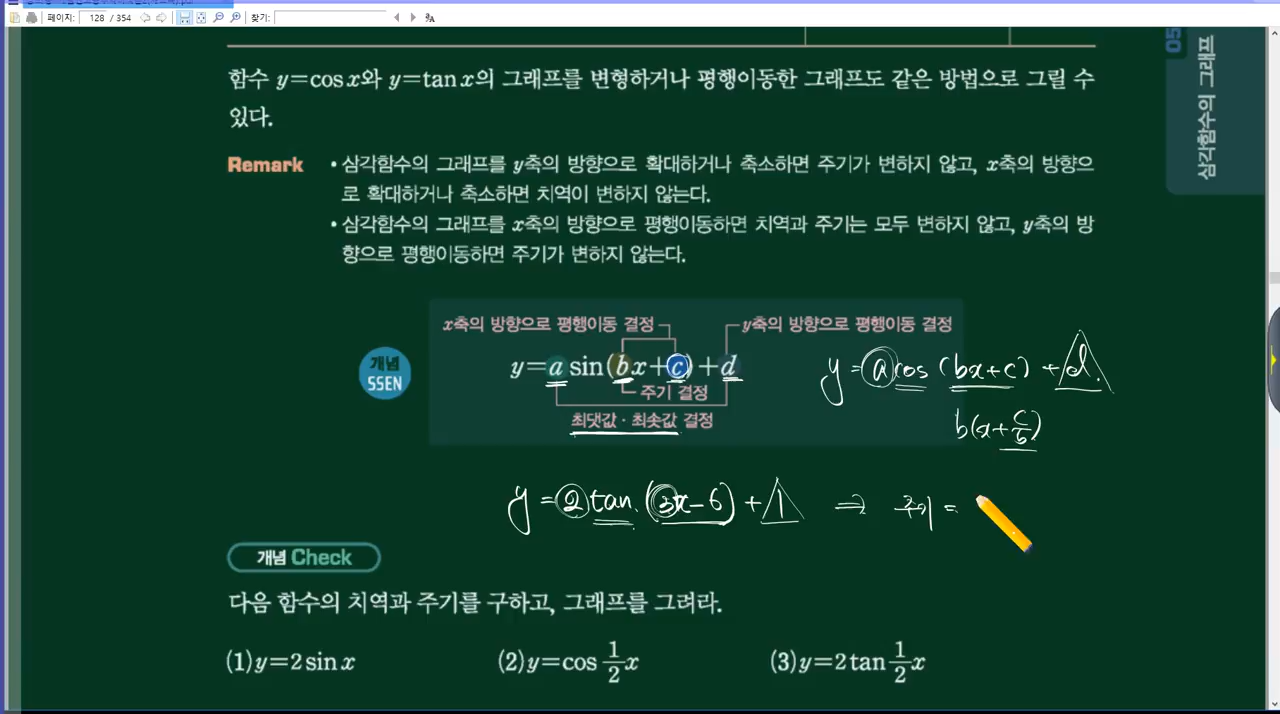 페이지: 128 / 354 찾기:
함수 y=cosx와 y=tanx의 그래프를 변형하거나 평행이동한 그래프도 같은 방법으로 그릴 수
있다.
05
삼각함수의 그래프
Remark
• 삼각함수의 그래프를 y축의 방향으로 확대하거나 축소하면 주기가 변하지 않고, x축의 방향으
로 확대하거나 축소하면 치역이 변하지 않는다.
• 삼각함수의 그래프를 x축의 방향으로 평행이동하면 치역과 주기는 모두 변하지 않고, y축의 방
향으로 평행이동하면 주기가 변하지 않는다.
x축의 방향으로 평행이동 결정
y축의 방향으로 평행이동 결정
개념
SSEN
y=a sin(bx+c)+d
주기 결정
최댓값·최솟값 결정
y = a cos (bx+c) + d.
b(x+c/b)
y = 2 tan. (3x-6) + 1 ⇒ 주기 =
개념 Check
다음 함수의 치역과 주기를 구하고, 그래프를 그려라.
(1) y=2 sin x (2) y=cos 1/2 x (3) y=2 tan 1/2 x